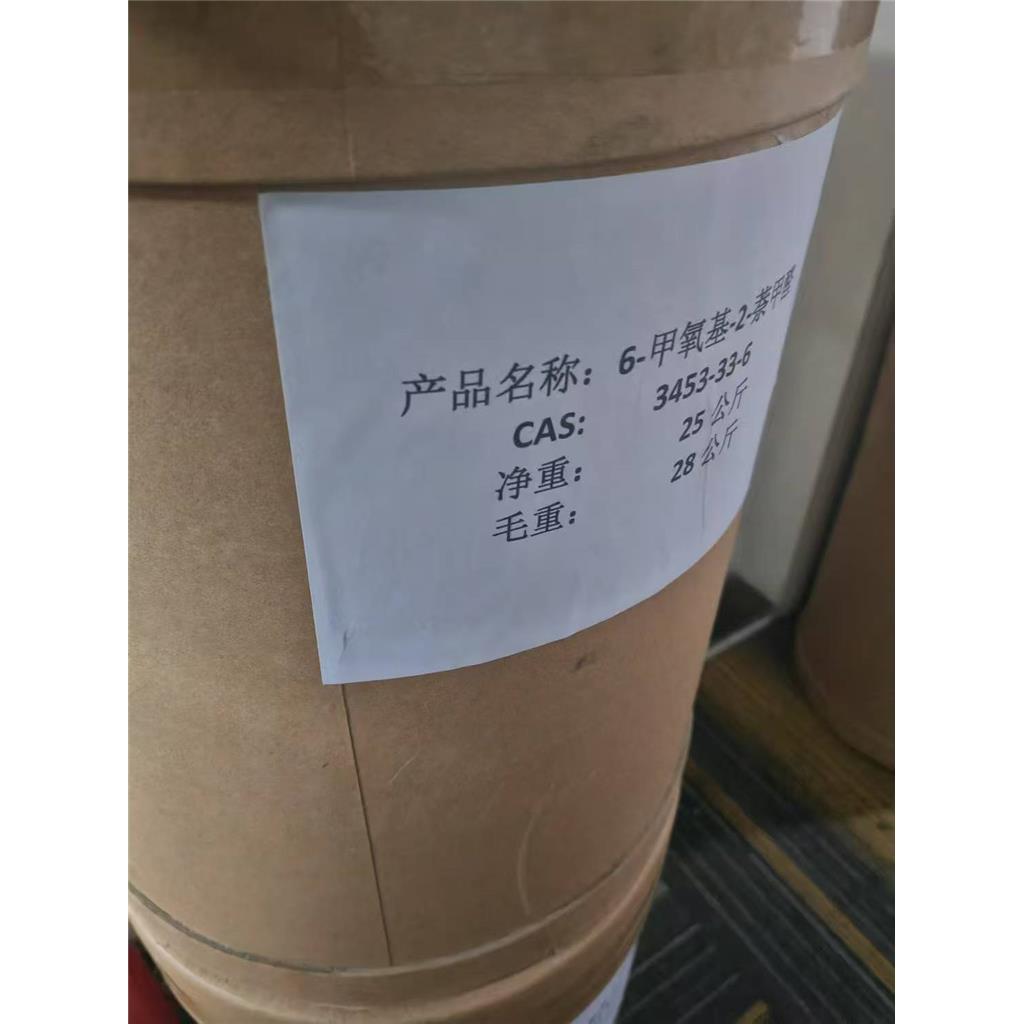 产品名称：6-甲氧基-2-萘甲醛
CAS: 3453-33-6
净重： 25 公斤
毛重： 28 公斤